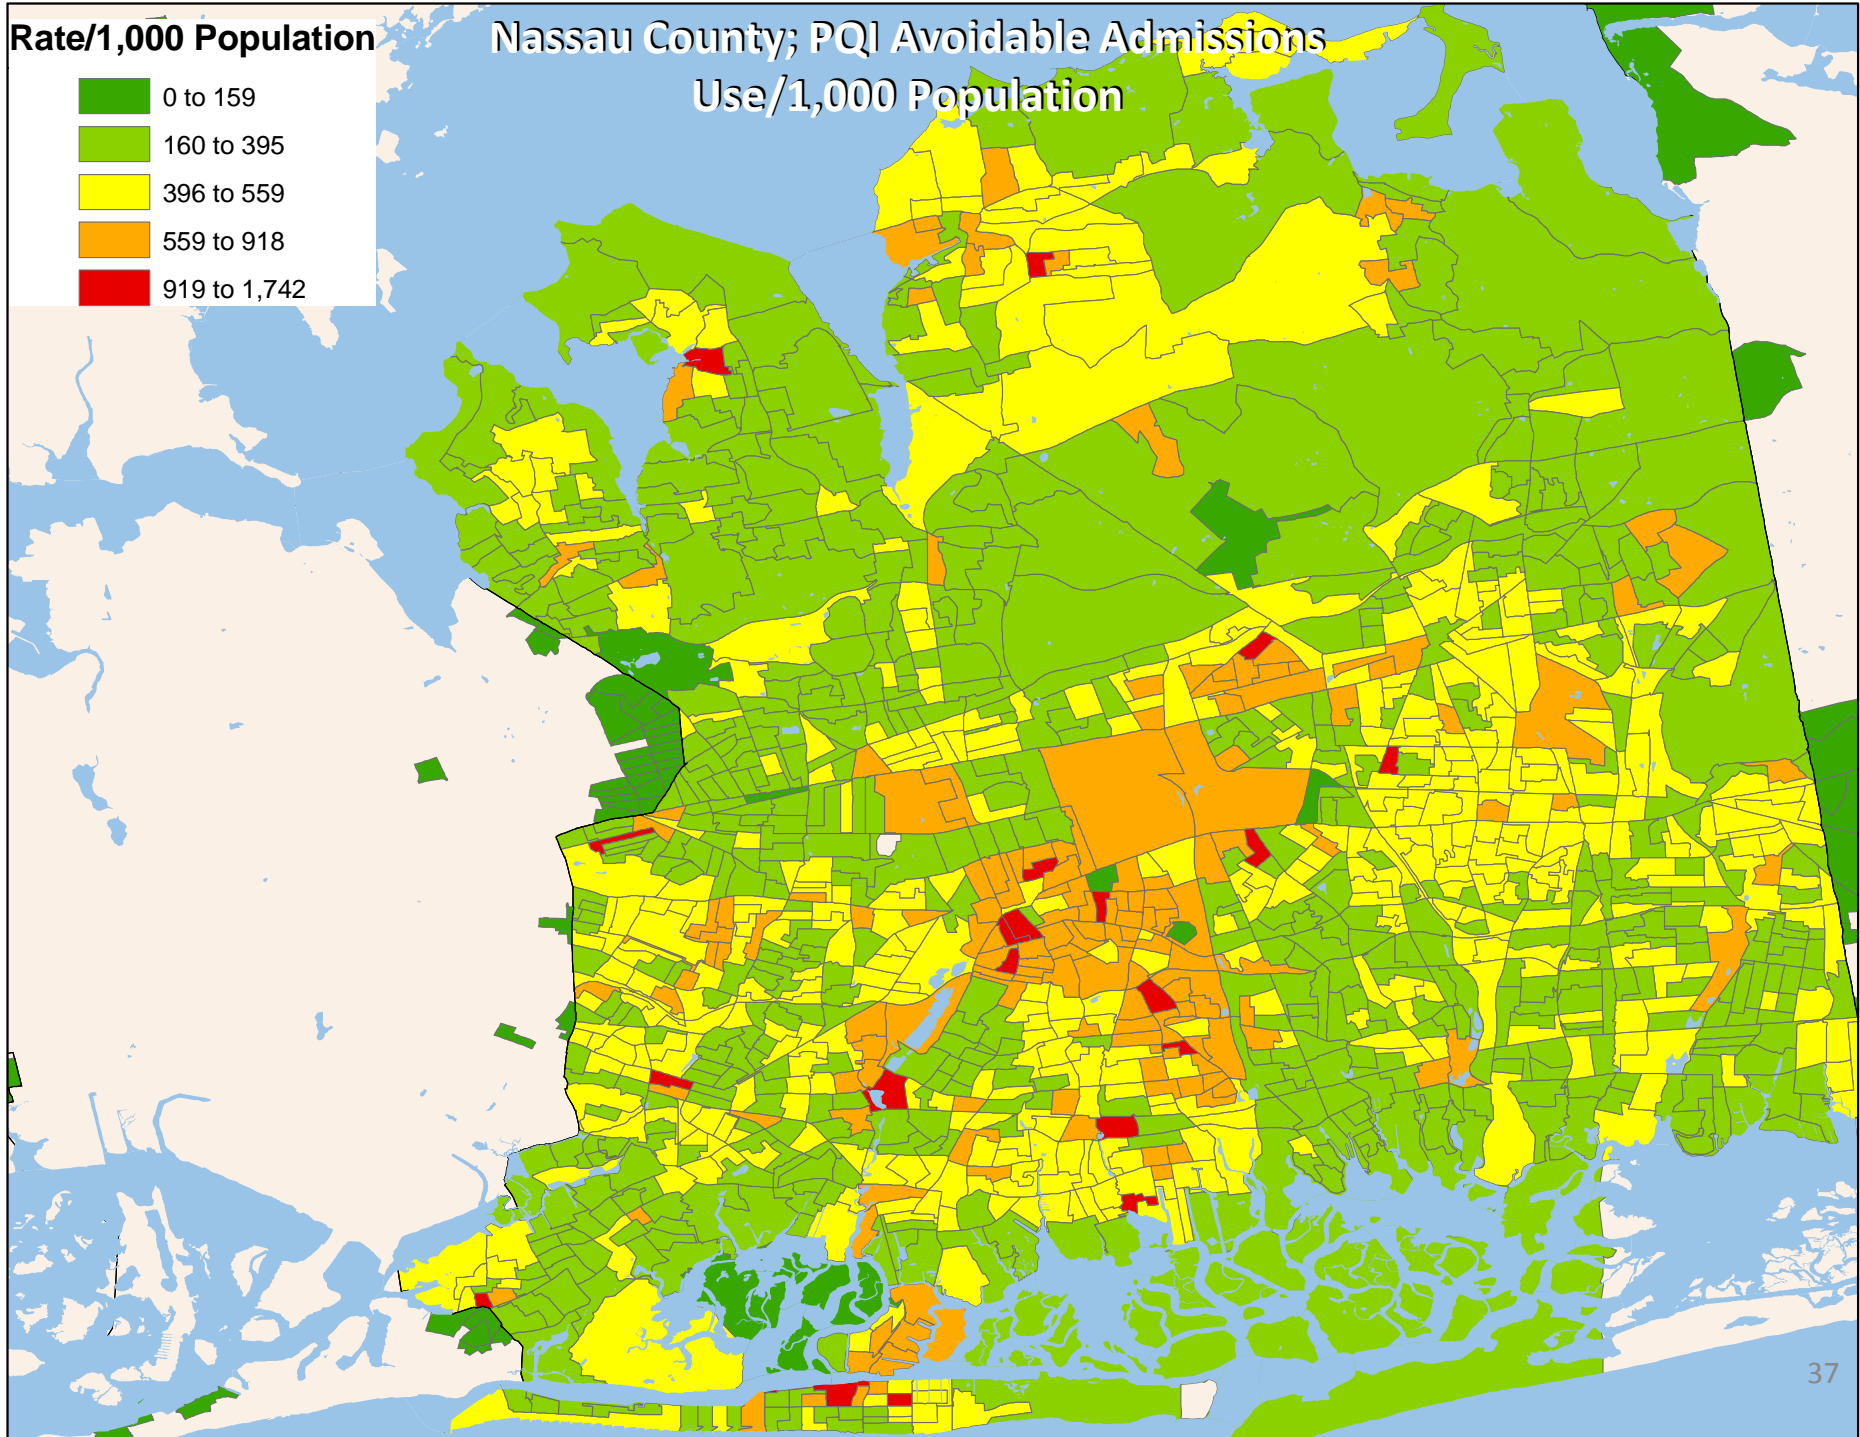 Nassau County; PQI Avoidable Admissions
Use/1,000 Population
Rate/1,000 Population
0 to 159
160 to 395
396 to 559
559 to 918
919 to 1,742
37